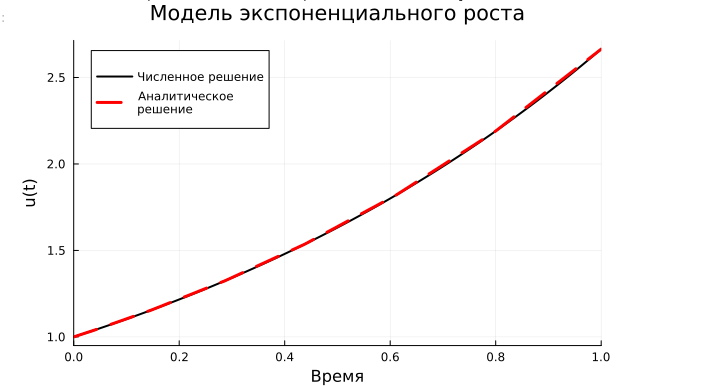 :
Модель экспоненциального роста
Численное решение
Аналитическое
решение
2.5
2.0
1.5
1.0
u(t)
0.0 0.2 0.4 0.6 0.8 1.0
Время